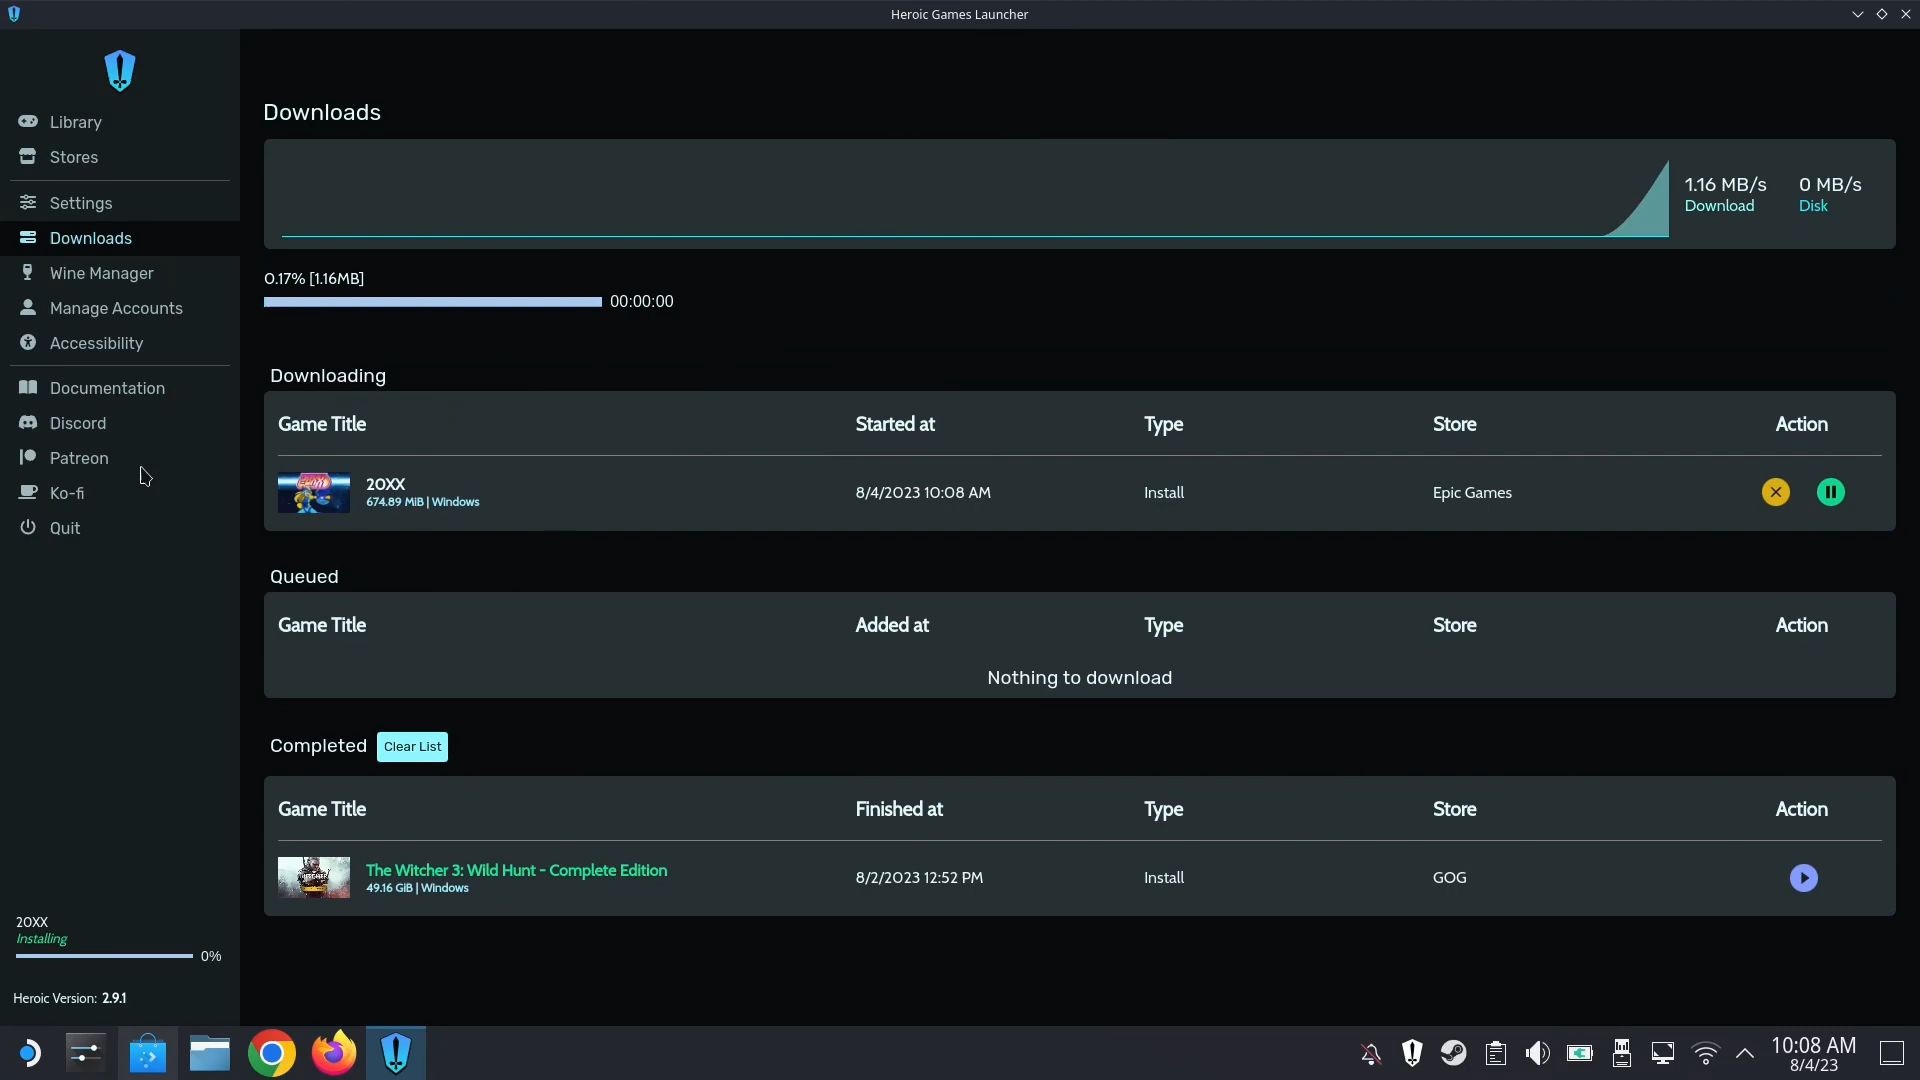 Heroic Games Launcher
Library
Stores
Settings
Downloads
Wine Manager
Manage Accounts
Accessibility
Documentation
Discord
Patreon
Ko-fi
Quit
20XX
Installing
0%
Heroic Version: 2.9.1
Downloads
1.16 MB/s 0 MB/s
Download Disk
0.17% [1.16MB]
00:00:00
Downloading
Game Title Started at Type Store Action
20XX
674.89 MiB | Windows
8/4/2023 10:08 AM Install Epic Games
Queued
Game Title Added at Type Store Action
Nothing to download
Completed Clear List
Game Title Finished at Type Store Action
The Witcher 3: Wild Hunt - Complete Edition
49.16 GiB | Windows
8/2/2023 12:52 PM Install GOG
10:08 AM
8/4/23